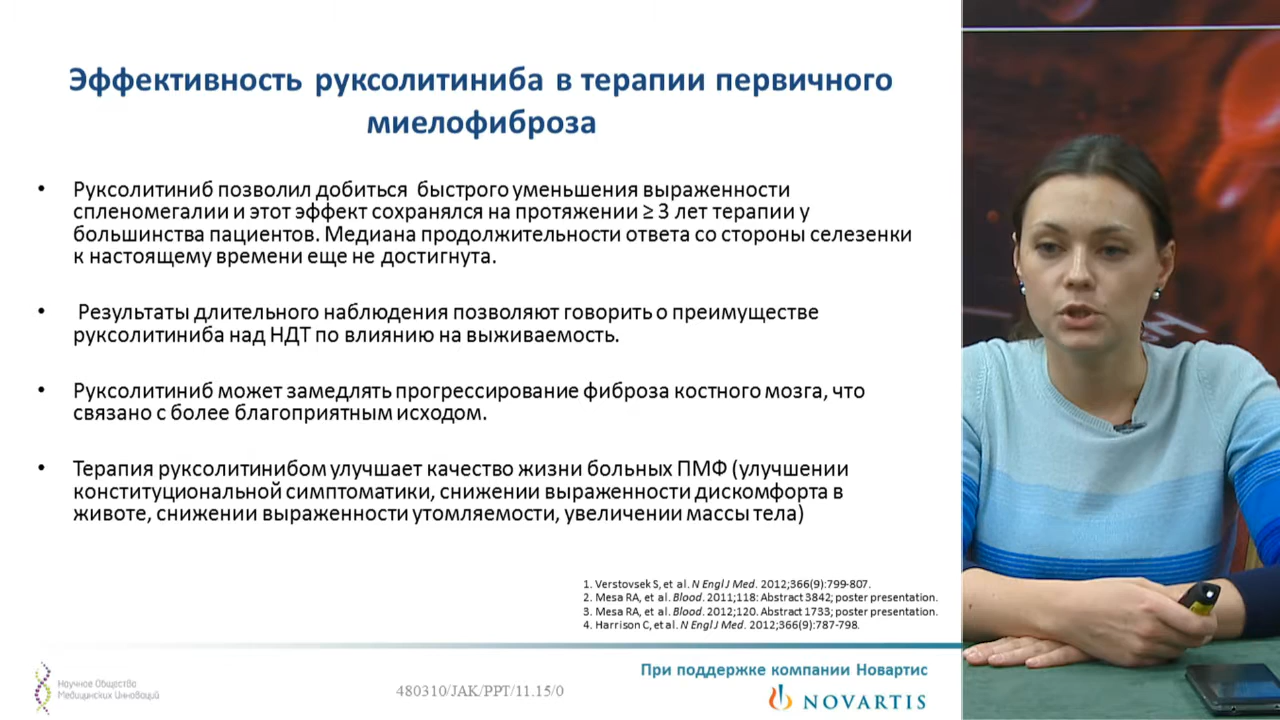 Эффективность руксолитиниба в терапии первичного
миелофиброза
• Руксолитиниб позволил добиться быстрого уменьшения выраженности
спленомегалии и этот эффект сохранялся на протяжении ≥ 3 лет терапии у
большинства пациентов. Медиана продолжительности ответа со стороны селезенки
к настоящему времени еще не достигнута.
• Результаты длительного наблюдения позволяют говорить о преимуществе
руксолитиниба над НДТ по влиянию на выживаемость.
• Руксолитиниб может замедлять прогрессирование фиброза костного мозга, что
связано с более благоприятным исходом.
• Терапия руксолитинибом улучшает качество жизни больных ПМФ (улучшении
конституциональной симптоматики, снижении выраженности дискомфорта в
животе, снижении выраженности утомляемости, увеличении массы тела)
1. Verstovsek S, et al. N Engl J Med. 2012;366(9):799-807.
2. Mesa RA, et al. Blood. 2011;118: Abstract 3842; poster presentation.
3. Mesa RA, et al. Blood. 2012;120. Abstract 1733; poster presentation.
4. Harrison C, et al. N Engl J Med. 2012;366(9):787-798.
При поддержке компании Новартис
Научное Общество
Медицинских Инноваций
480310/JAK/PPT/11.15/0
NOVARTIS